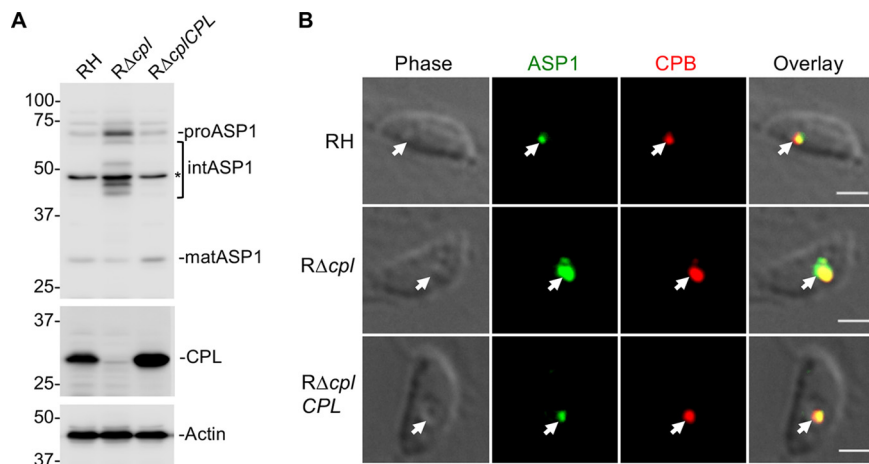 A
RH
RΔcpl
RΔcplCPL
100-
75-
-proASP1
50-
intASP1
*
37-
-matASP1
25-
37-
-CPL
25-
50-
-Actin
37-
B
Phase
ASP1
CPB
Overlay
RH
RΔcpl
RΔcpl
CPL